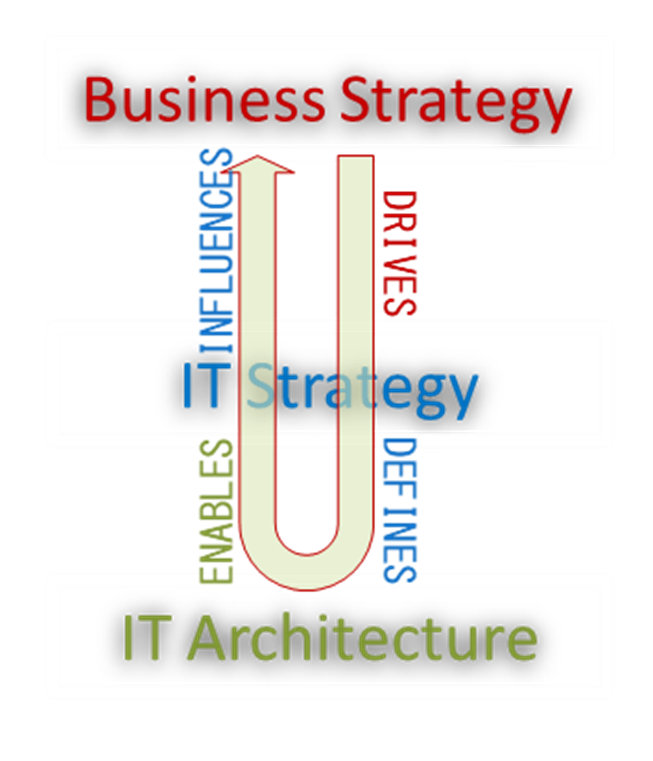 Business Strategy
INFLUENCES
DRIVES
IT Strategy
ENABLES
DEFINES
IT Architecture